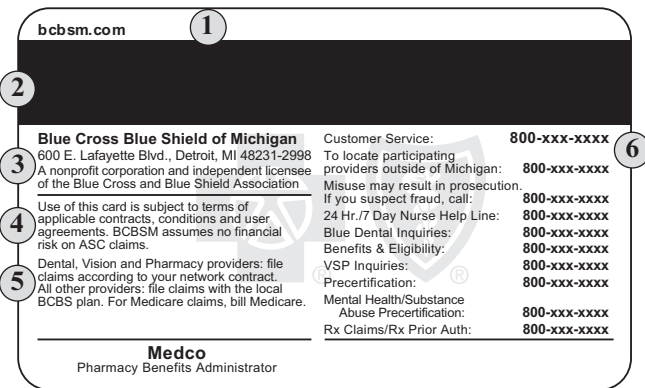 bcbsm.com
1
2
Blue Cross Blue Shield of Michigan
600 E. Lafayette Blvd., Detroit, MI 48231-2998
A nonprofit corporation and independent licensee
of the Blue Cross and Blue Shield Association
3
Use of this card is subject to terms of
applicable contracts, conditions and user
agreements. BCBSM assumes no financial
risk on ASC claims.
4
Dental, Vision and Pharmacy providers: file
claims according to your network contract.
All other providers: file claims with the local
BCBS plan. For Medicare claims, bill Medicare.
5
Medco
Pharmacy Benefits Administrator
Customer Service: 800-xxx-xxxx
6
To locate participating
providers outside of Michigan: 800-xxx-xxxx
Misuse may result in prosecution.
If you suspect fraud, call: 800-xxx-xxxx
24 Hr./7 Day Nurse Help Line: 800-xxx-xxxx
Blue Dental Inquiries: 800-xxx-xxxx
Benefits & Eligibility: 800-xxx-xxxx
VSP Inquiries: 800-xxx-xxxx
Precertification: 800-xxx-xxxx
Mental Health/Substance
Abuse Precertification: 800-xxx-xxxx
Rx Claims/Rx Prior Auth: 800-xxx-xxxx
® ®